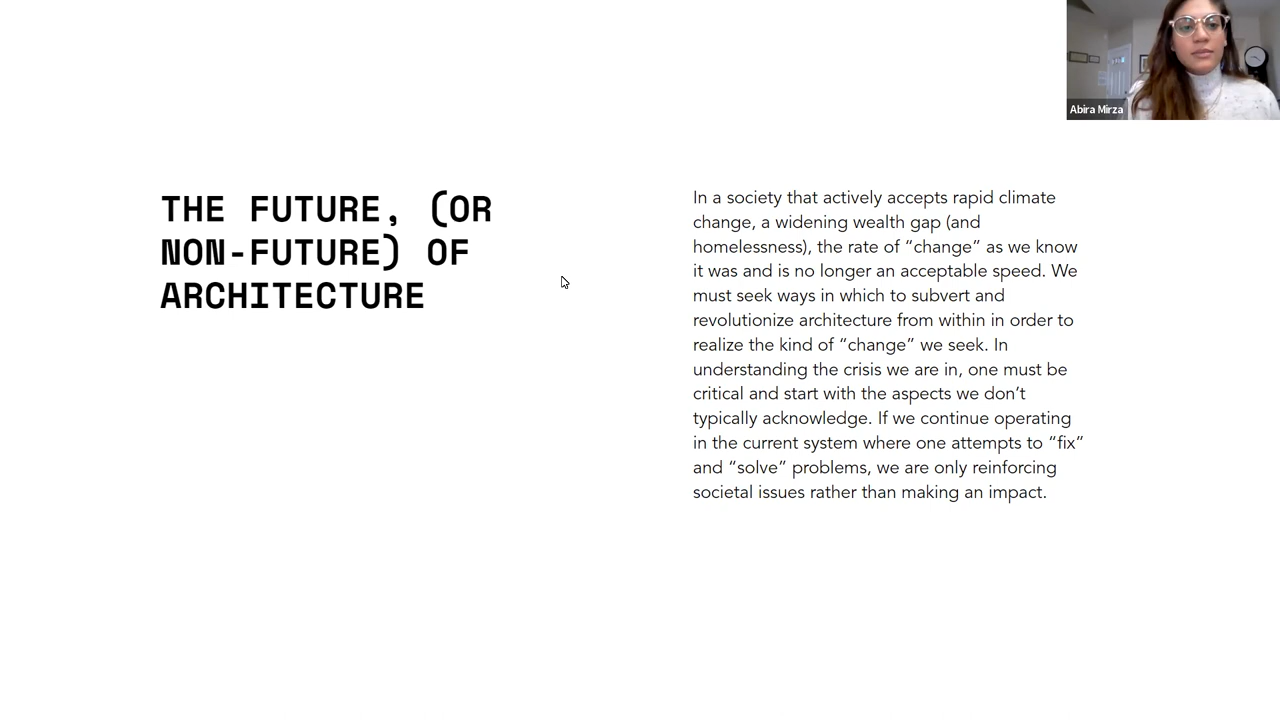 Abira Mirza
THE FUTURE, (OR
NON-FUTURE) OF
ARCHITECTURE
In a society that actively accepts rapid climate
change, a widening wealth gap (and
homelessness), the rate of “change” as we know
it was and is no longer an acceptable speed. We
must seek ways in which to subvert and
revolutionize architecture from within in order to
realize the kind of “change” we seek. In
understanding the crisis we are in, one must be
critical and start with the aspects we don’t
typically acknowledge. If we continue operating
in the current system where one attempts to “fix”
and “solve” problems, we are only reinforcing
societal issues rather than making an impact.